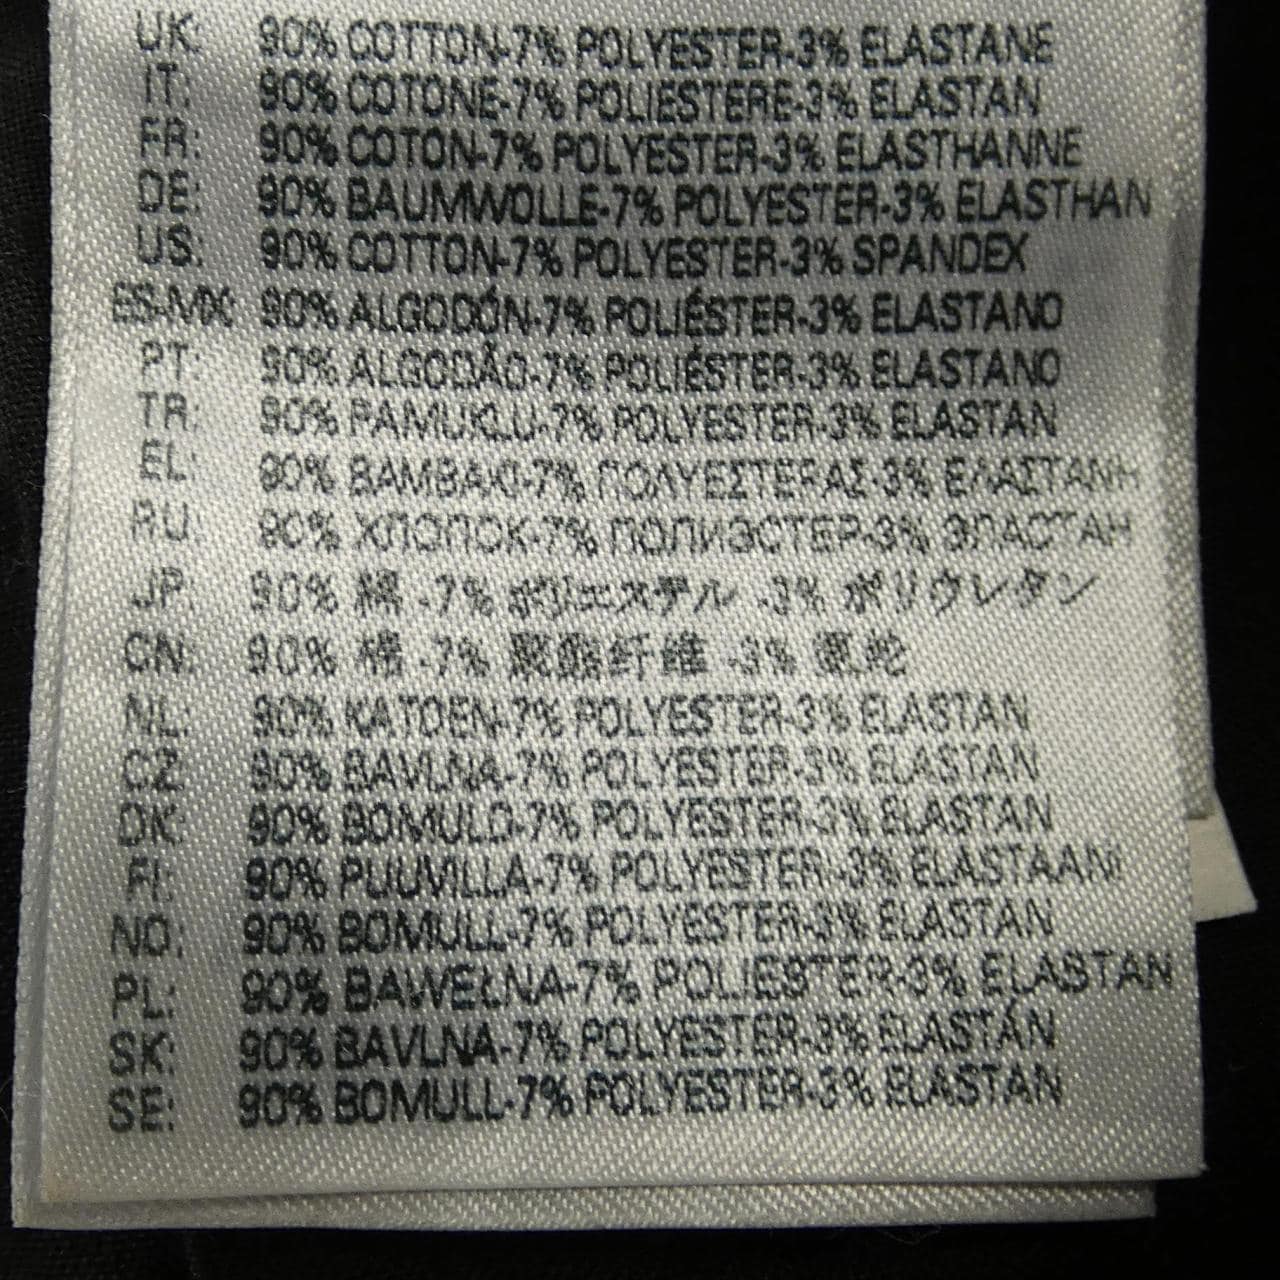 UK: 90% COTTON-7% POLYESTER-3% ELASTANE
IT: 90% COTONE-7% POLIESTERE-3% ELASTAN
FR: 90% COTON-7% POLYESTER-3% ELASTHANNE
DE: 90% BAUMWOLLE-7% POLYESTER-3% ELASTHAN
US: 90% COTTON-7% POLYESTER-3% SPANDEX
ES-MX: 90% ALGODÓN-7% POLIÉSTER-3% ELASTANO
PT: 90% ALGODÃO-7% POLIÉSTER-3% ELASTANO
TR: 90% PAMUKLU-7% POLYESTER-3% ELASTAN
EL: 90% ΒΑΜΒΑΚΙ-7% ΠΟΛΥΕΣΤΕΡΑΣ-3% ΕΛΑΣΤΑΝΗ
RU: 90% ХЛОПОК-7% ПОЛИЭСТЕР-3% ЭЛАСТАН
JP: 90% 綿 -7% ポリエステル -3% ポリウレタン
CN: 90% 棉 -7% 聚酯纤维 -3% 氨纶
NL: 90% KATOEN-7% POLYESTER-3% ELASTAN
CZ: 90% BAVLNA-7% POLYESTER-3% ELASTAN
DK: 90% BOMULD-7% POLYESTER-3% ELASTAN
FI: 90% PUUVILLA-7% POLYESTERI-3% ELASTAANI
NO: 90% BOMULL-7% POLYESTER-3% ELASTAN
PL: 90% BAWEŁNA-7% POLIESTER-3% ELASTAN
SK: 90% BAVLNA-7% POLYESTER-3% ELASTÁN
SE: 90% BOMULL-7% POLYESTER-3% ELASTAN